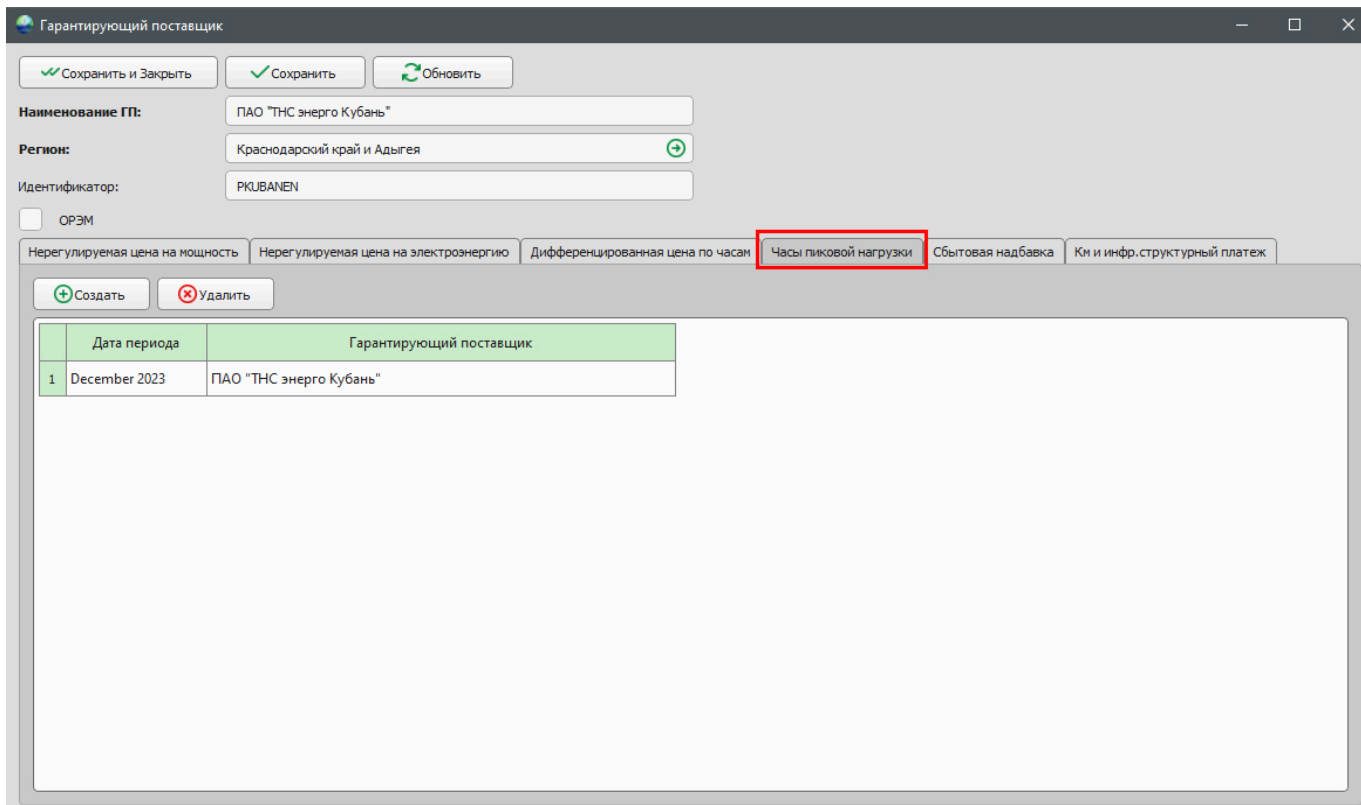 Гарантирующий поставщик
Сохранить и Закрыть Сохранить Обновить
Наименование ГП: ПАО "ТНС энерго Кубань"
Регион: Краснодарский край и Адыгея
Идентификатор: PKUBANEN
ОРЭМ
Нерегулируемая цена на мощность Нерегулируемая цена на электроэнергию Дифференцированная цена по часам Часы пиковой нагрузки Сбытовая надбавка Км и инфр.структурный платеж
Создать Удалить
Дата периода Гарантирующий поставщик
1 December 2023 ПАО "ТНС энерго Кубань"